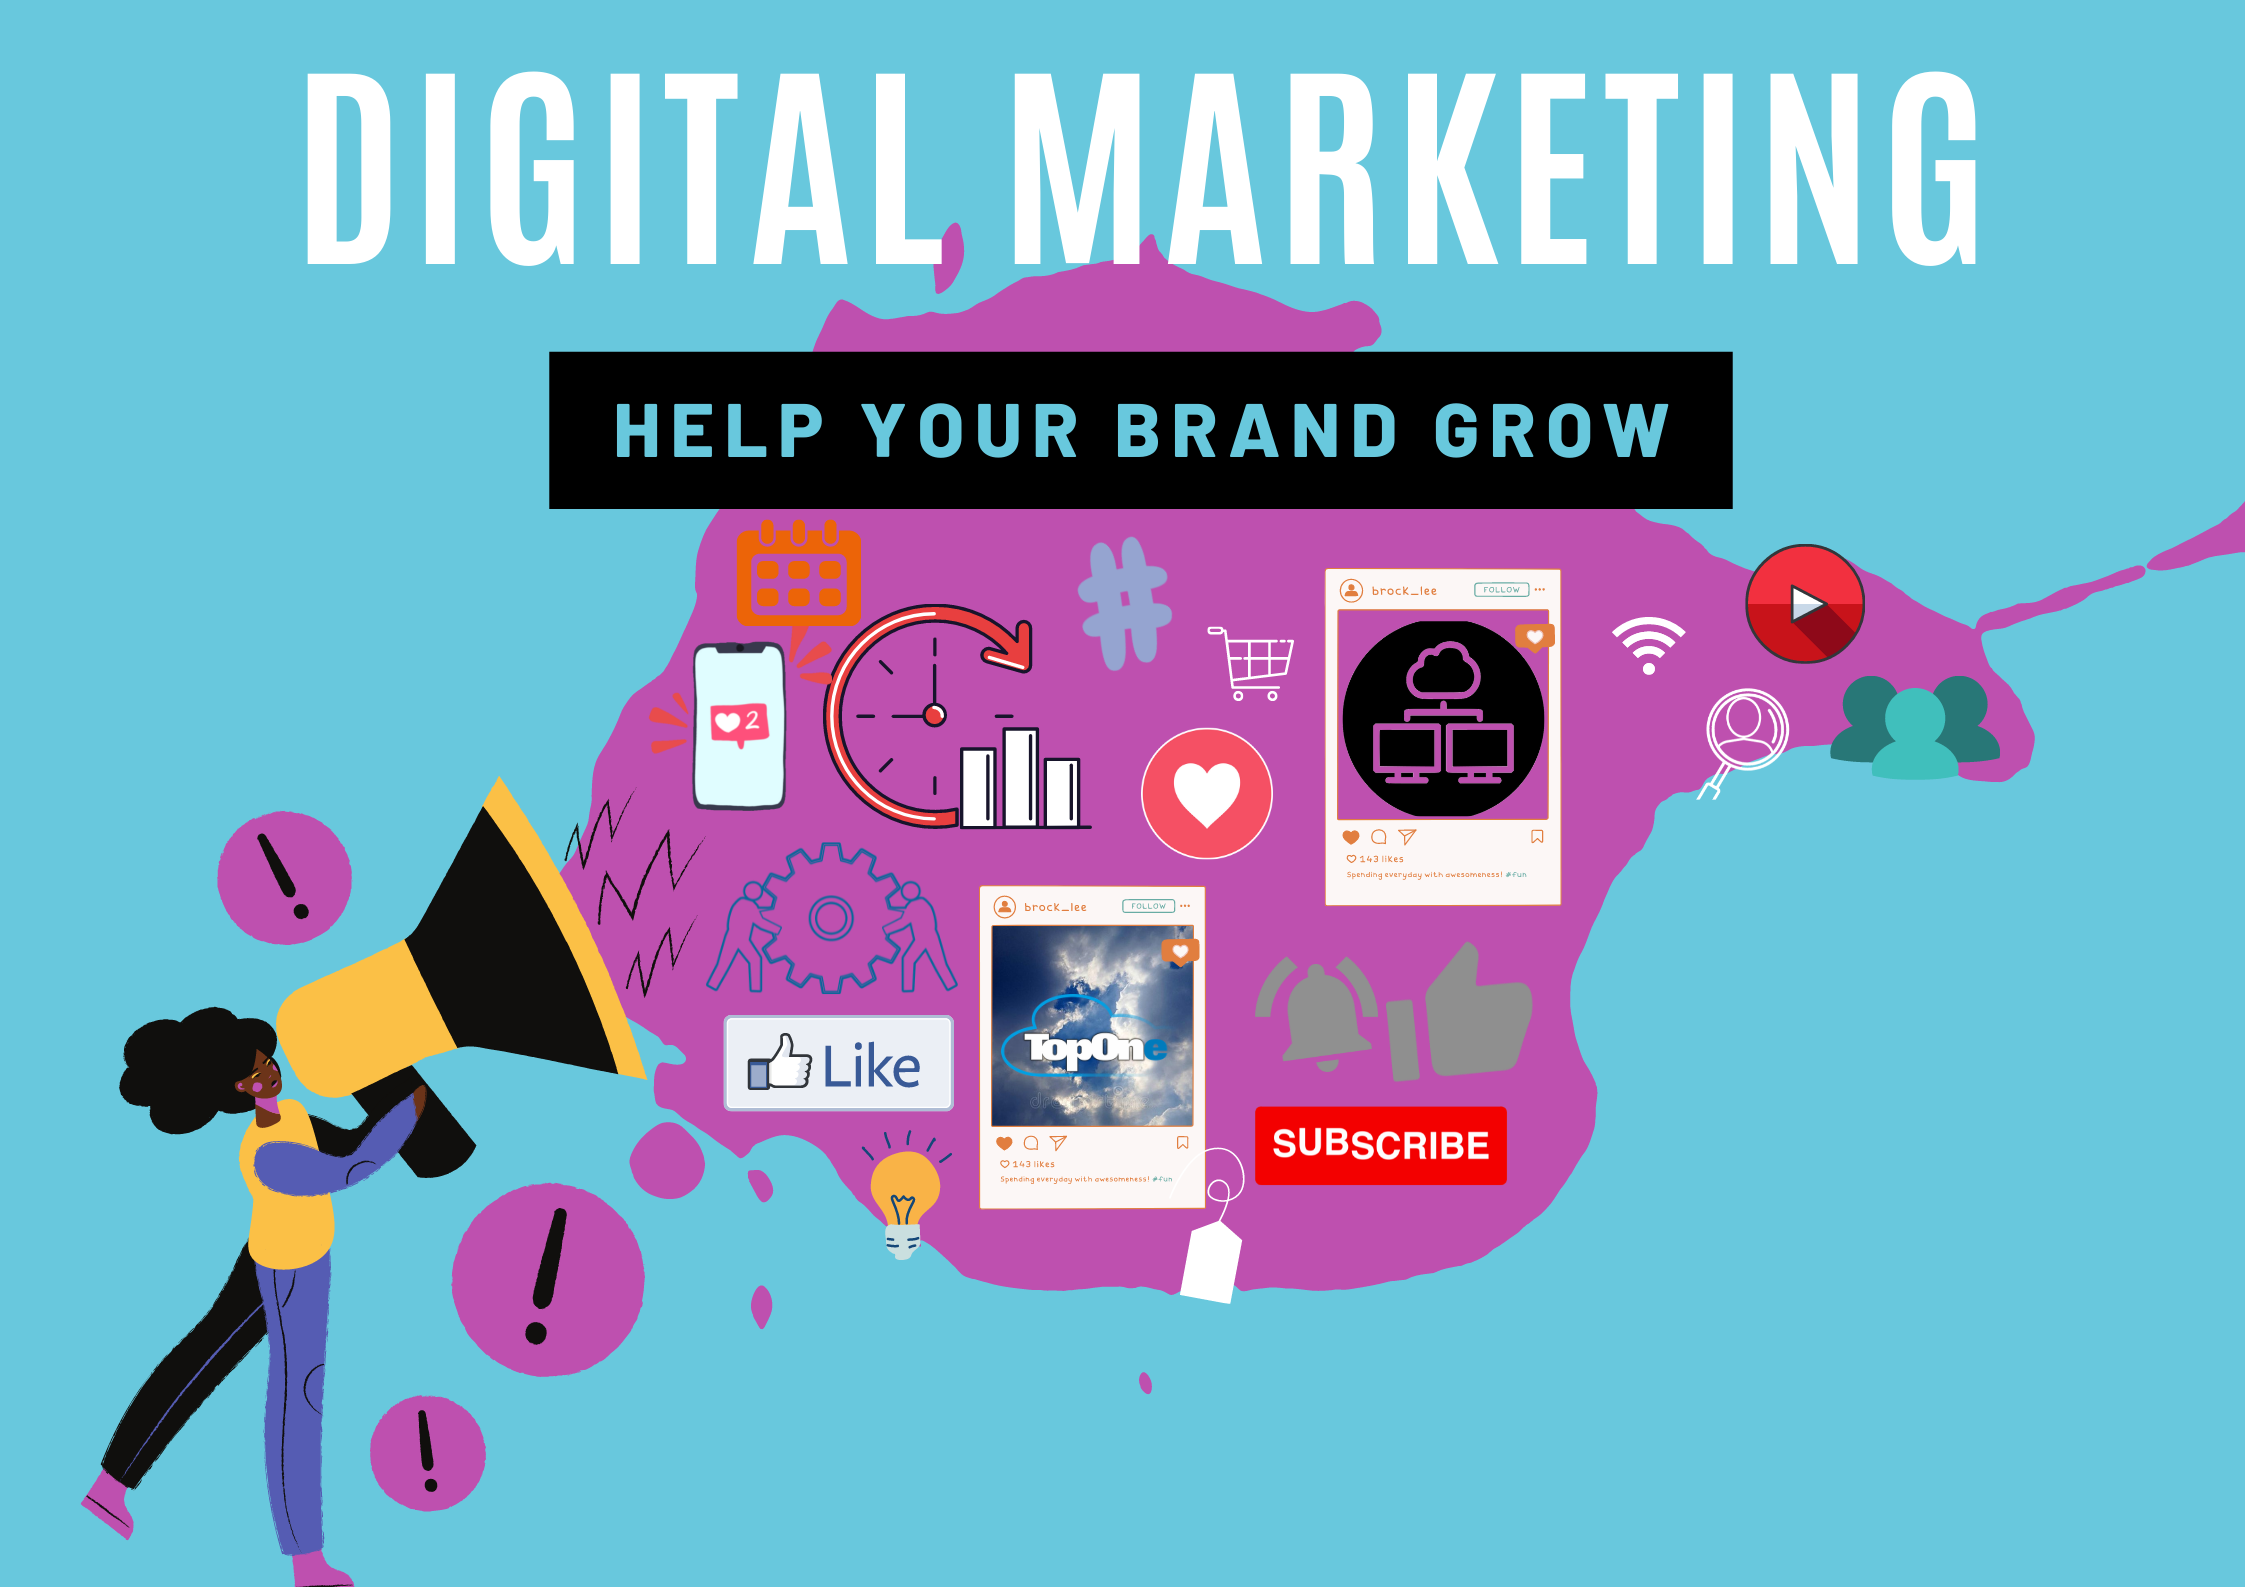 DIGITAL MARKETING
HELP YOUR BRAND GROW
brock_lee FOLLOW
2
143 likes
Spending everyday with awesomeness! #fun
brock_lee FOLLOW
TopOne
143 likes
Spending everyday with awesomeness! #fun
Like
SUBSCRIBE